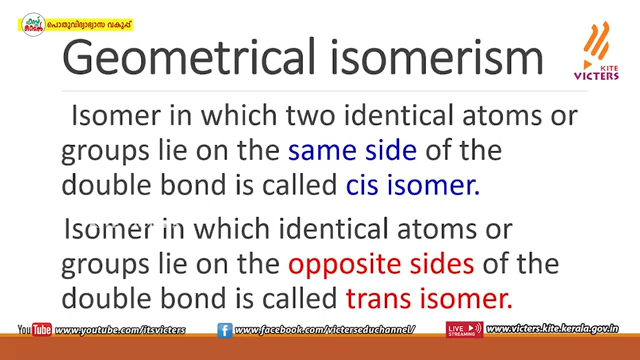 പൊതുവിദ്യാഭ്യാസ വകുപ്പ്
Geometrical isomerism
KITE
VICTERS
Isomer in which two identical atoms or
groups lie on the same side of the
double bond is called cis isomer.
Isomer in which identical atoms or
groups lie on the opposite sides of the
double bond is called trans isomer.
YouTube www.youtube.com/itsvicters
f www.facebook.com/victerseduchannel/
LIVE STREAMING www.victers.kite.kerala.gov.in